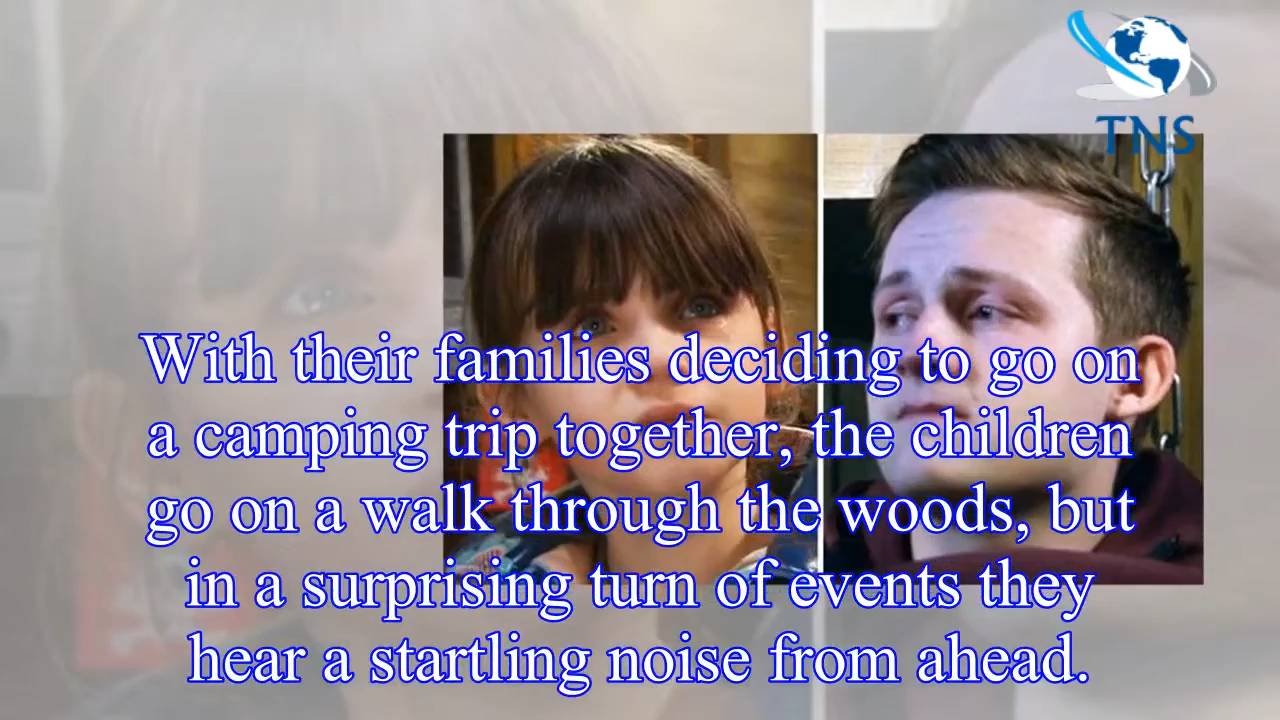 TNS
With their families deciding to go on
a camping trip together, the children
go on a walk through the woods, but
in a surprising turn of events they
hear a startling noise from ahead.